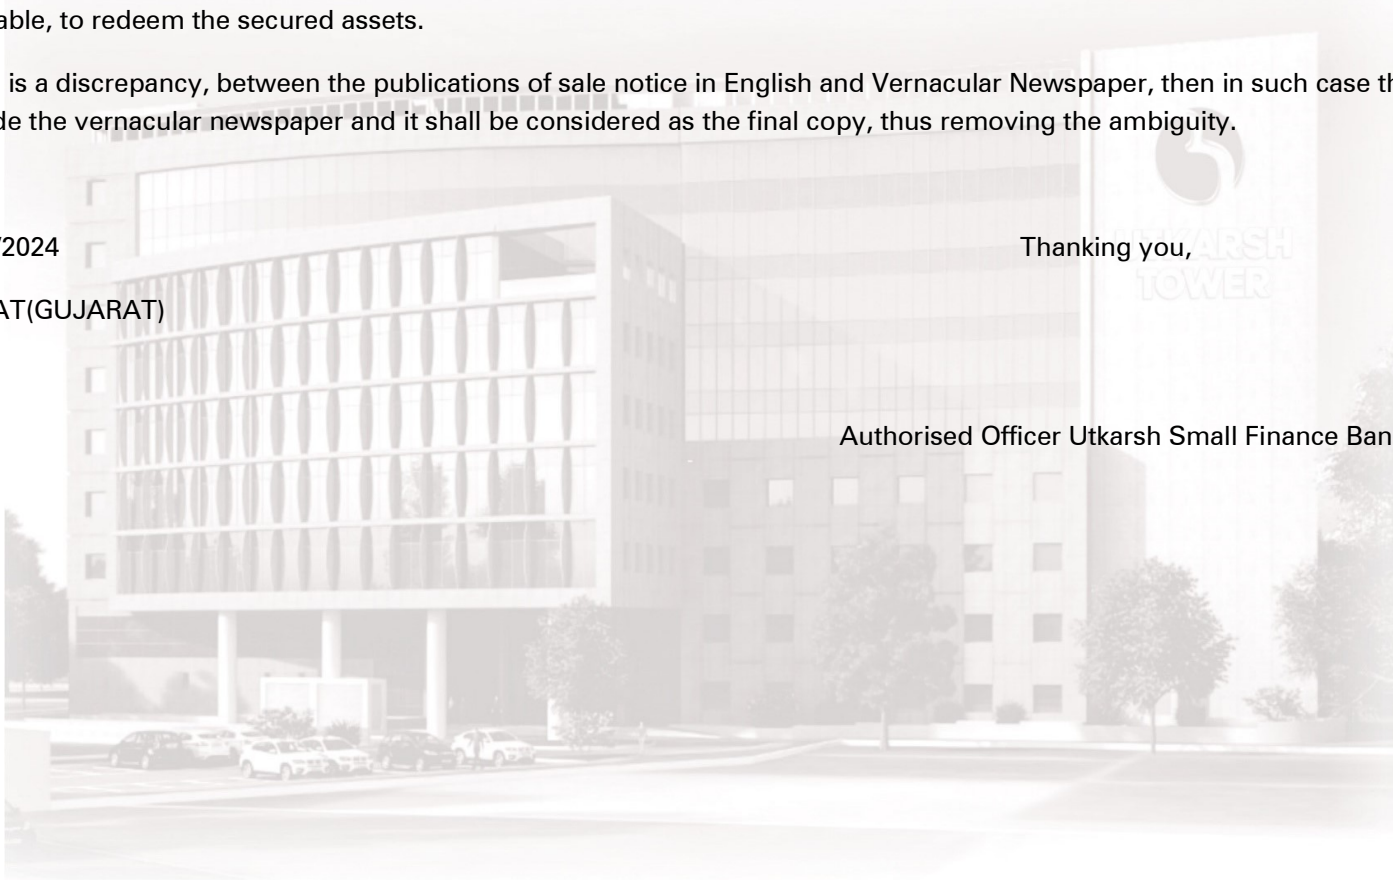 able, to redeem the secured assets.
is a discrepancy, between the publications of sale notice in English and Vernacular Newspaper, then in such case th
de the vernacular newspaper and it shall be considered as the final copy, thus removing the ambiguity.
/2024 Thanking you,
UTKARSH
TOWER
AT(GUJARAT)
Authorised Officer Utkarsh Small Finance Ban